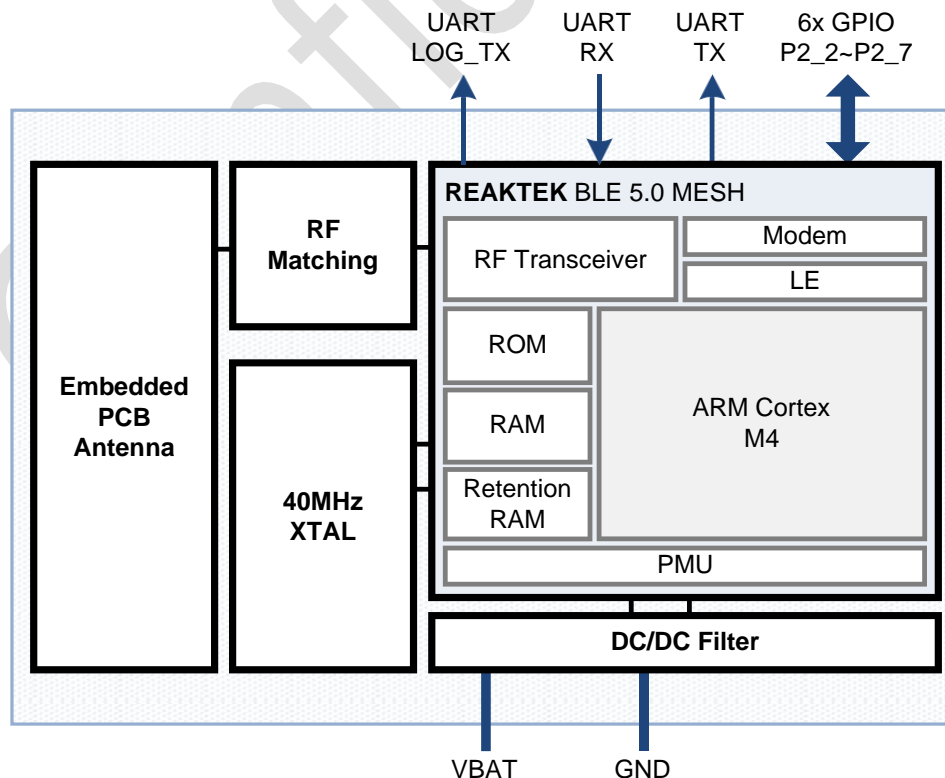 UART LOG_TX
UART RX
UART TX
6x GPIO P2_2~P2_7
REAKTEK BLE 5.0 MESH
RF Transceiver
Modem
LE
ROM
RAM
Retention RAM
ARM Cortex M4
PMU
RF Matching
Embedded PCB Antenna
40MHz XTAL
DC/DC Filter
VBAT
GND